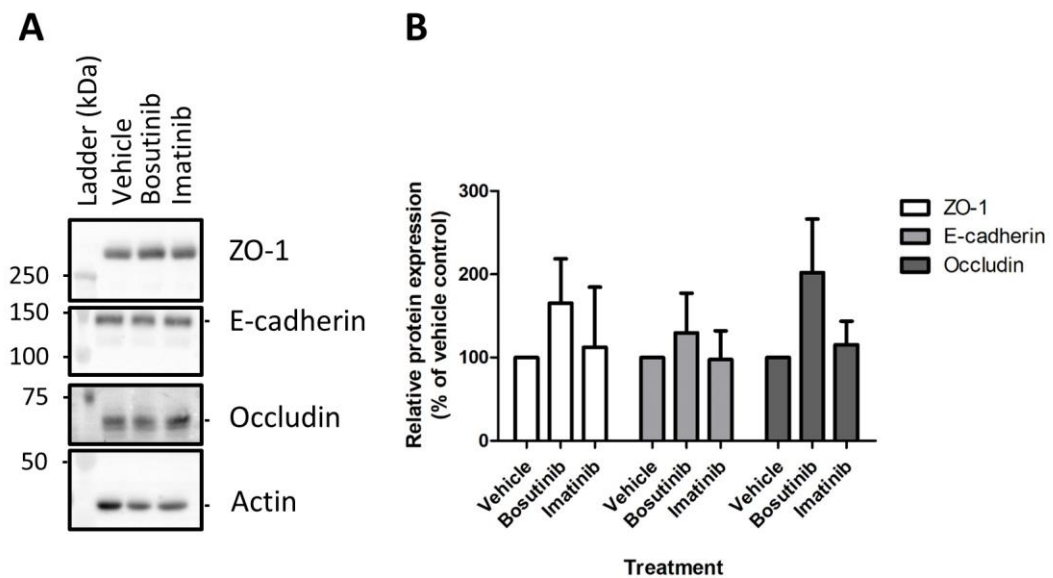 A
Ladder (kDa)
Vehicle
Bosutinib
Imatinib
ZO-1
250 -
150 -
- E-cadherin
100 -
75 -
- Occludin
50 -
- Actin
B
Relative protein expression
(% of vehicle control)
300
200
100
0
Vehicle
Bosutinib
Imatinib
Vehicle
Bosutinib
Imatinib
Vehicle
Bosutinib
Imatinib
Treatment
ZO-1
E-cadherin
Occludin